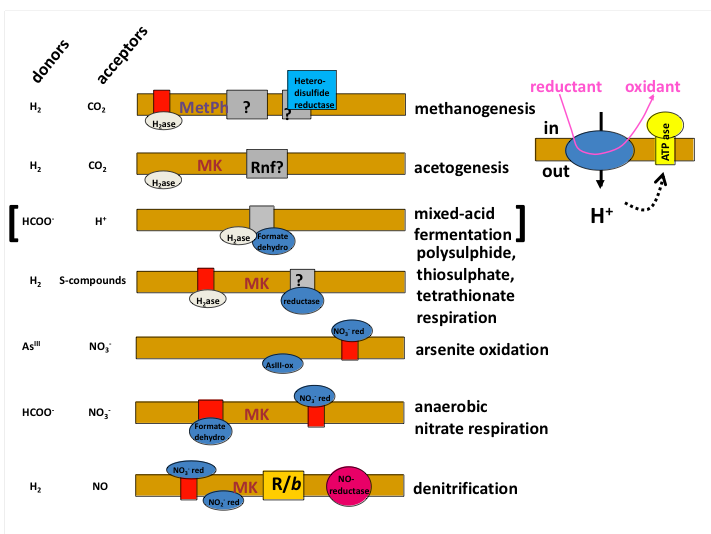 donors
acceptors
H₂
CO₂
H₂ase
MetPh
?
?
Hetero-
disulfide
reductase
methanogenesis
H₂
CO₂
H₂ase
MK
Rnf?
acetogenesis
[
HCOO⁻
H⁺
H₂ase
Formate
dehydro
mixed-acid
fermentation
]
H₂
S-compounds
H₂ase
MK
?
reductase
polysulphide,
thiosulphate,
tetrathionate
respiration
Asᴵᴵᴵ
NO₃⁻
AsIII-ox
NO₃⁻ red
arsenite oxidation
HCOO⁻
NO₃⁻
Formate
dehydro
MK
NO₃⁻ red
anaerobic
nitrate respiration
H₂
NO
NO₃⁻ red
NO₃⁻ red
MK
R/b
NO-
reductase
denitrification
reductant
oxidant
in
out
ATP ase
H⁺